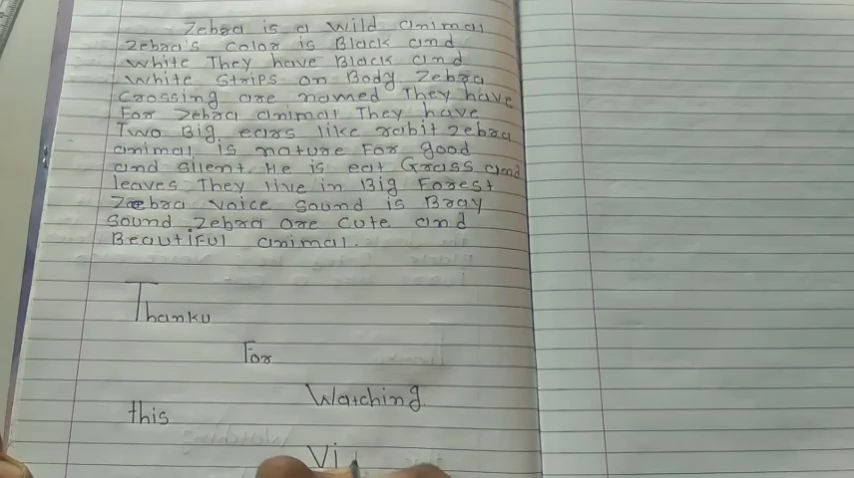 Zebra is a wild animal
Zebra's color is Black and
white They have Black and
white Strips on Body Zebra
Crossing are named They have
For Zebra animal They have
Two Big ears like rabit zebra
animal is nature For good
and silent. He is eat Grass and
leaves They live in Big Forest
Zebra voice Sound is Bray
Sound Zebra are cute and
Beautiful animal.
Thanku
For
Watching
this
Vi